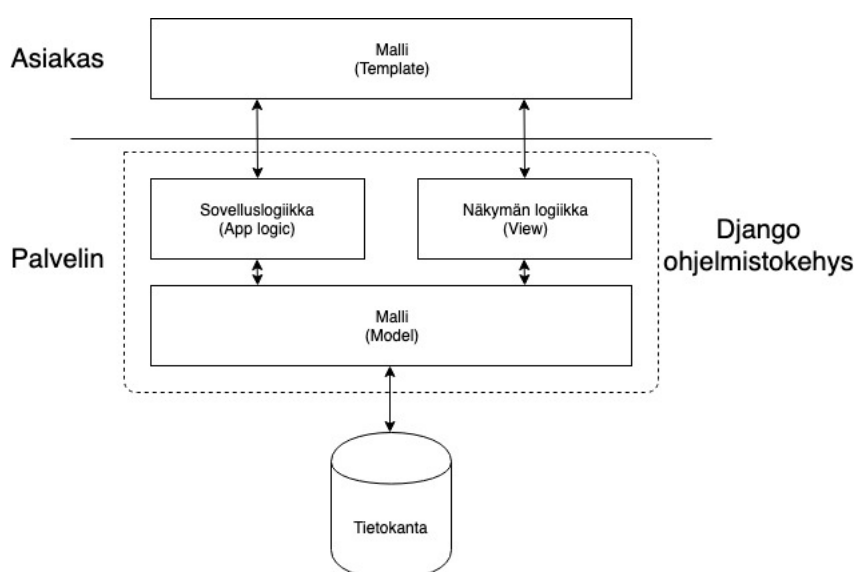 Asiakas
Malli
(Template)
Sovelluslogiikka
(App logic)
Näkymän logiikka
(View)
Palvelin
Django
ohjelmistokehys
Malli
(Model)
Tietokanta